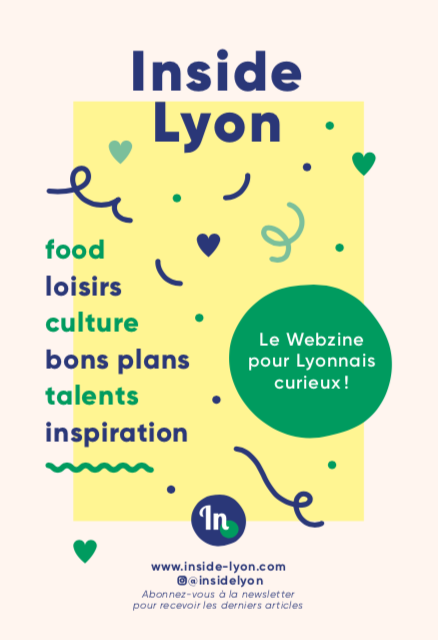 Inside
Lyon
food
loisirs
culture
bons plans
talents
inspiration
Le Webzine
pour Lyonnais
curieux !
In
www.inside-lyon.com
@insidelyon
Abonnez-vous à la newsletter
pour recevoir les derniers articles